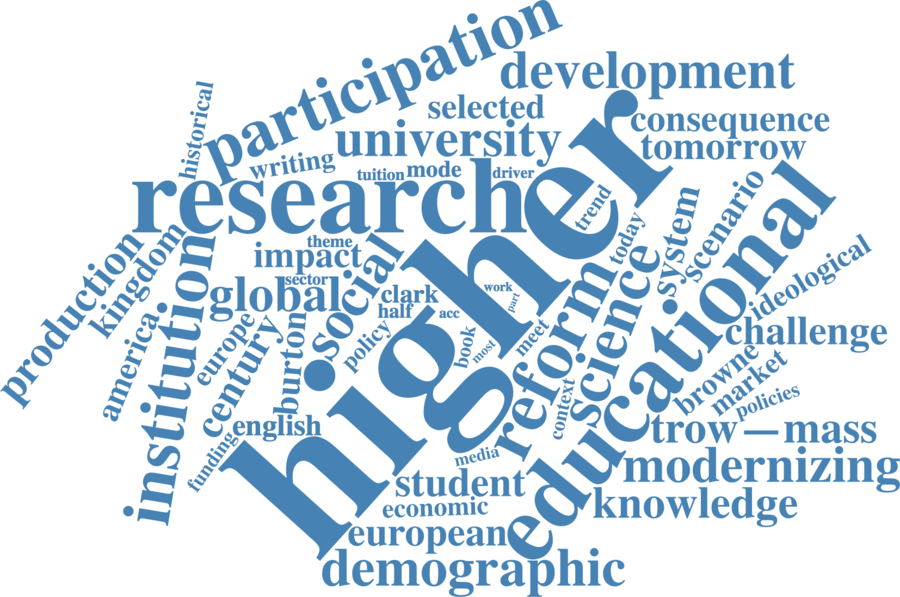 participation
development
historical
selected
consequence
university
tomorrow
writing
tuition
mode
driver
researcher
higher
educational
trend
today
system
scenario
theme
impact
social
production
kingdom
institution
sector
global
clark
work
part
half
acc
ideological
reform
science
challenge
america
europe
century
burton
policy
book
most
meet
browne
market
policies
context
english
funding
media
trow—mass
modernizing
student
economic
knowledge
european
demographic